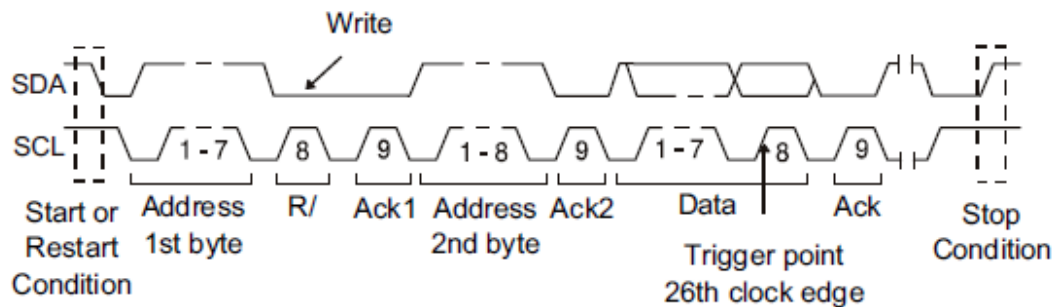 Write
SDA
SCL
1 - 7
8
9
1 - 8
9
1 - 7
8
9
Start or
Restart
Condition
Address
1st byte
R/
Ack1
Address
2nd byte
Ack2
Data
Ack
Stop
Condition
Trigger point
26th clock edge